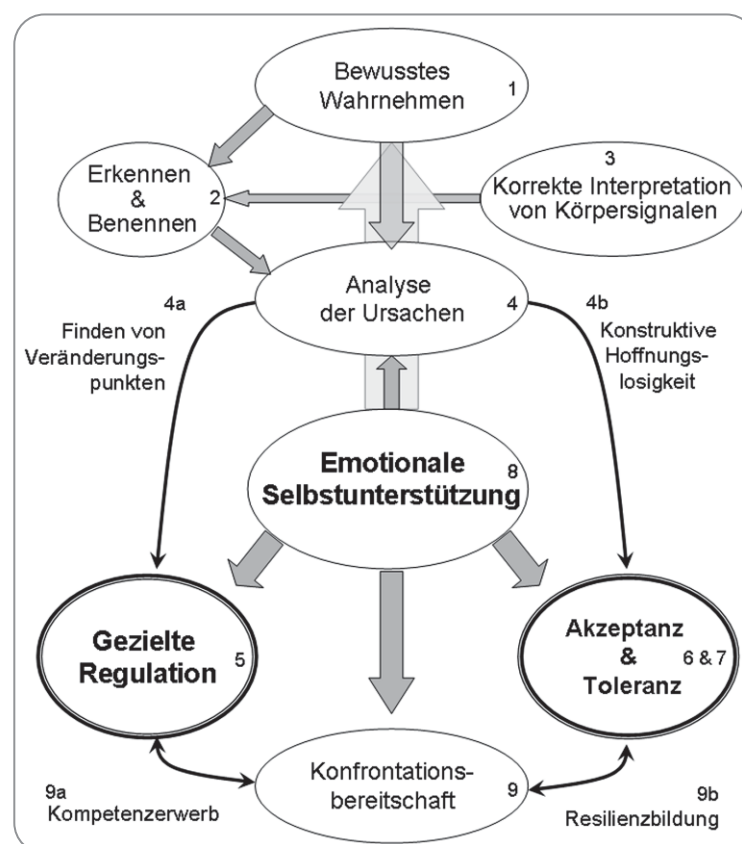 Bewusstes
Wahrnehmen
1
Erkennen
&
Benennen
2
3
Korrekte Interpretation
von Körpersignalen
Analyse
der Ursachen
4
4a
Finden von
Veränderungs-
punkten
4b
Konstruktive
Hoffnungs-
losigkeit
Emotionale
Selbstunterstützung
8
Gezielte
Regulation
5
Akzeptanz
&
Toleranz
6 & 7
Konfrontations-
bereitschaft
9
9a
Kompetenzerwerb
9b
Resilienzbildung